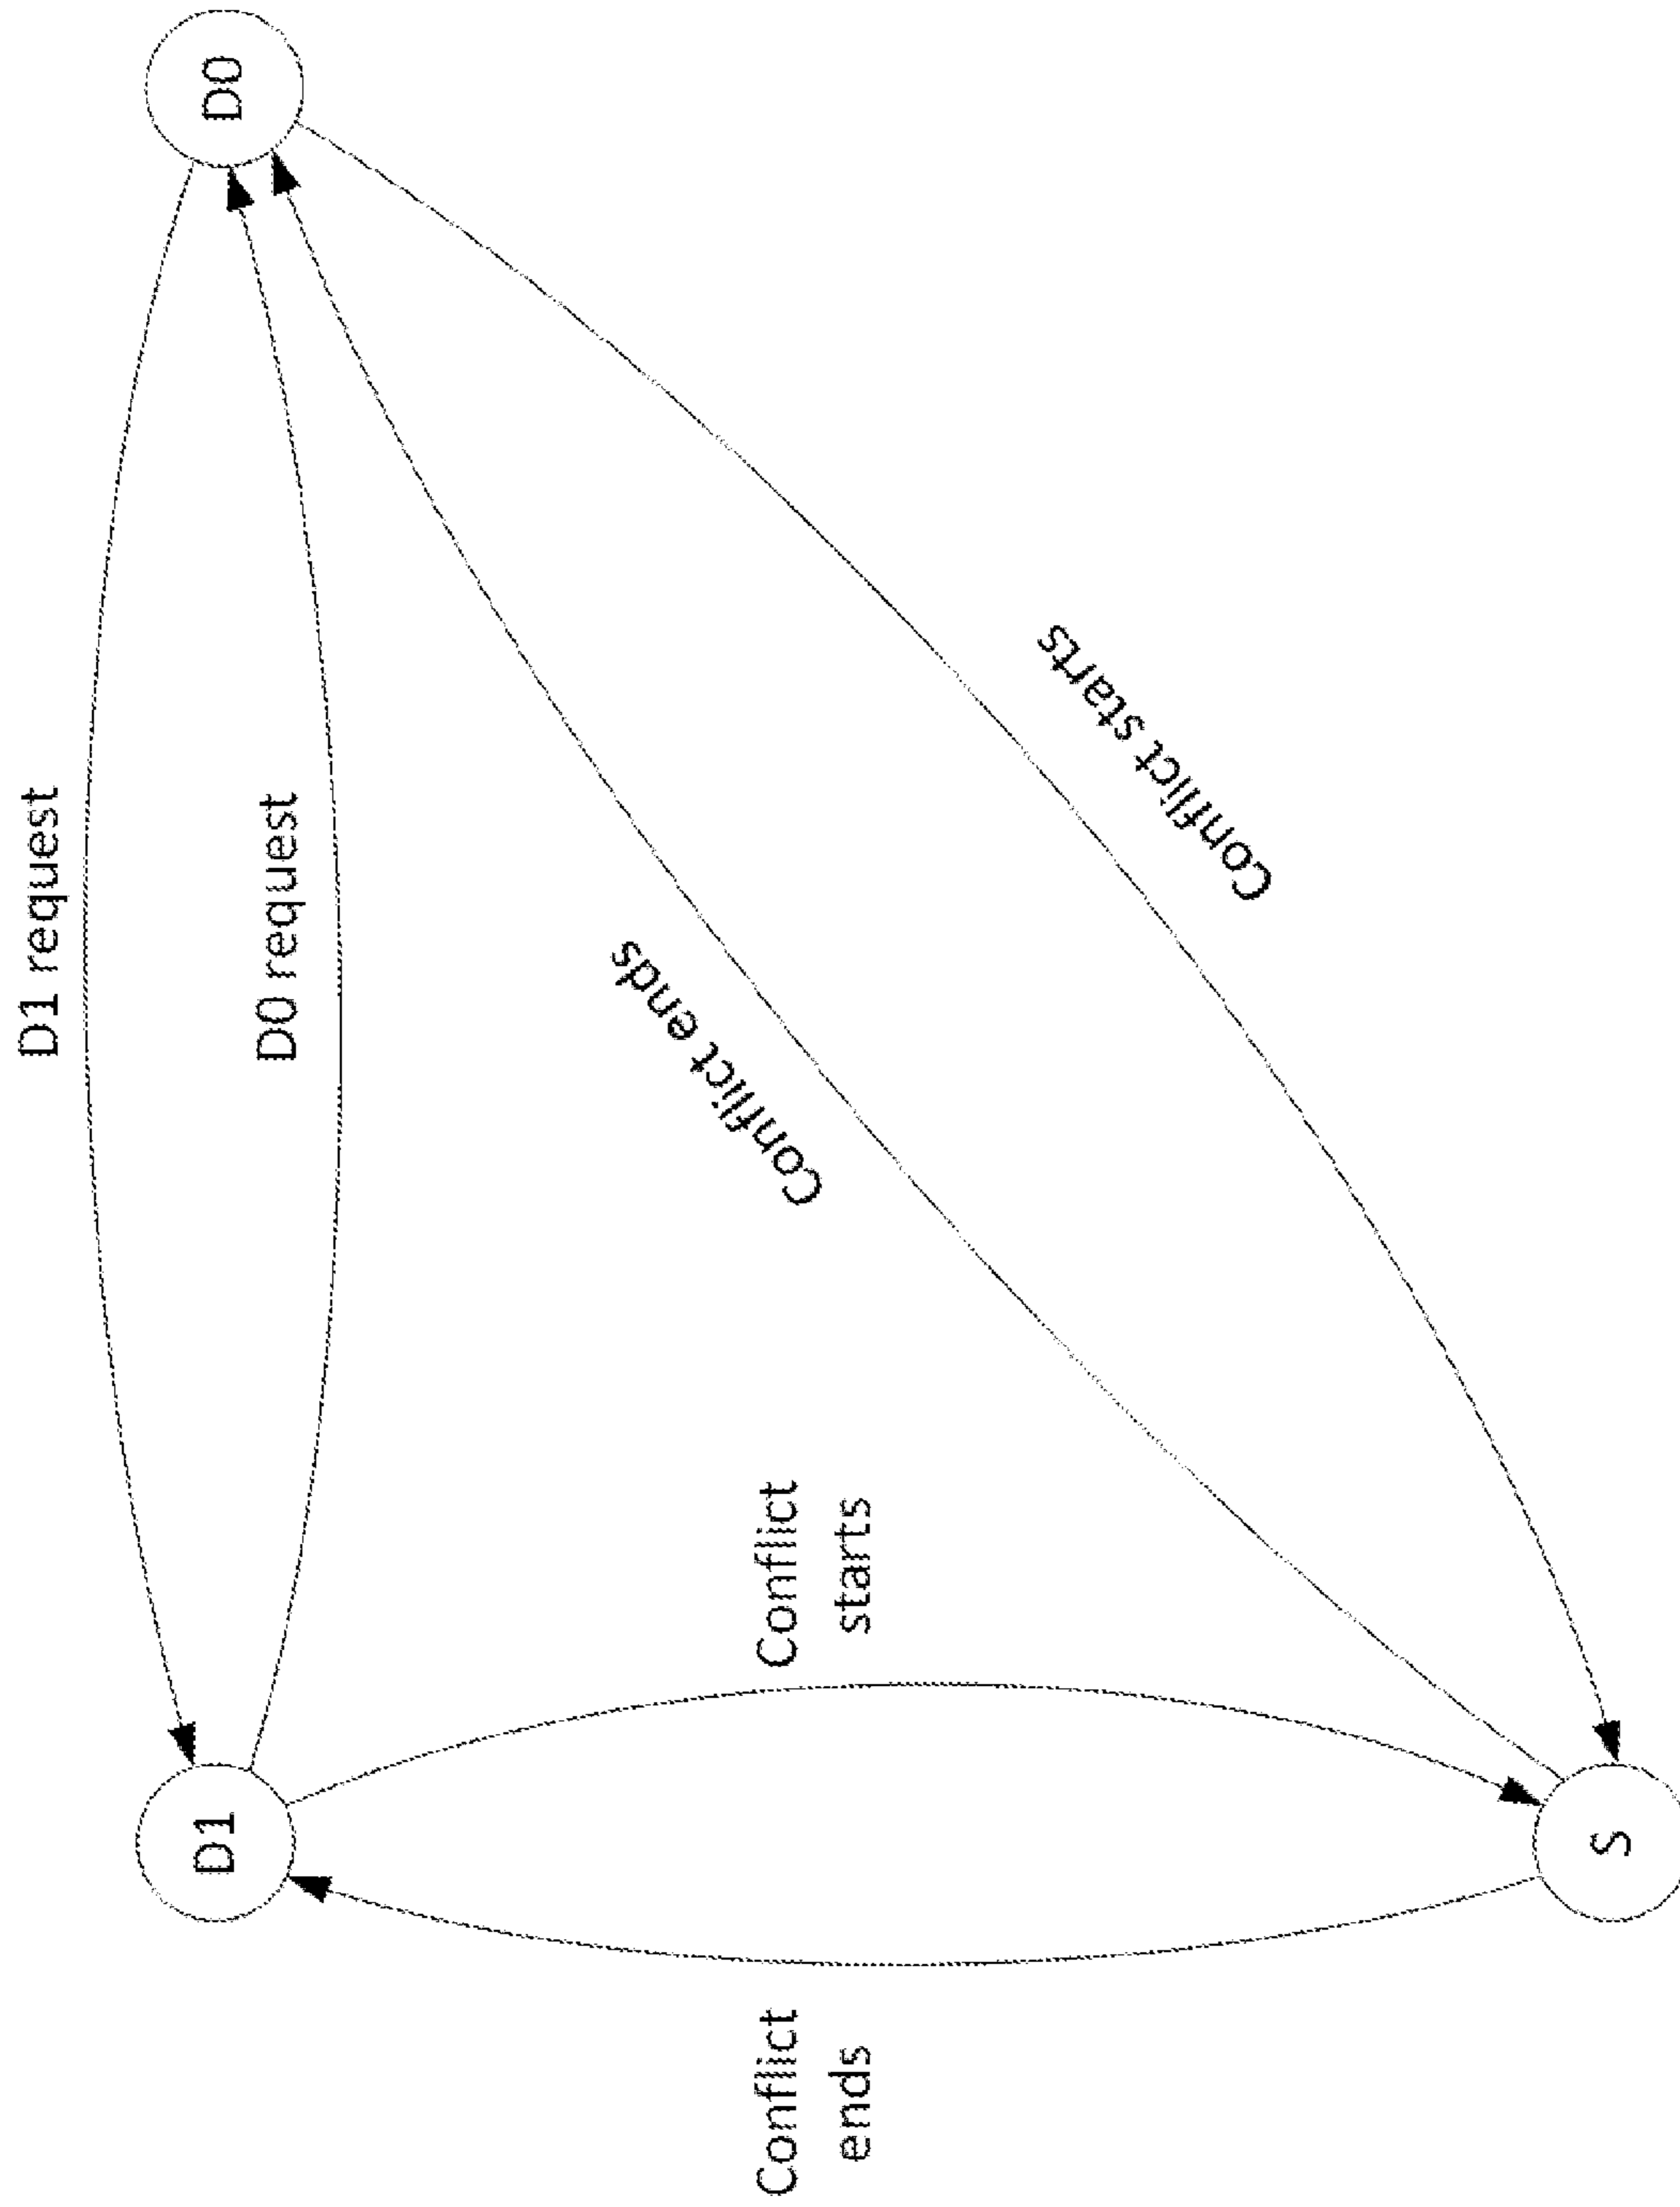 D1 request
D1
D0
D0 request
Conflict
ends
Conflict
starts
Conflict ends
Conflict starts
S